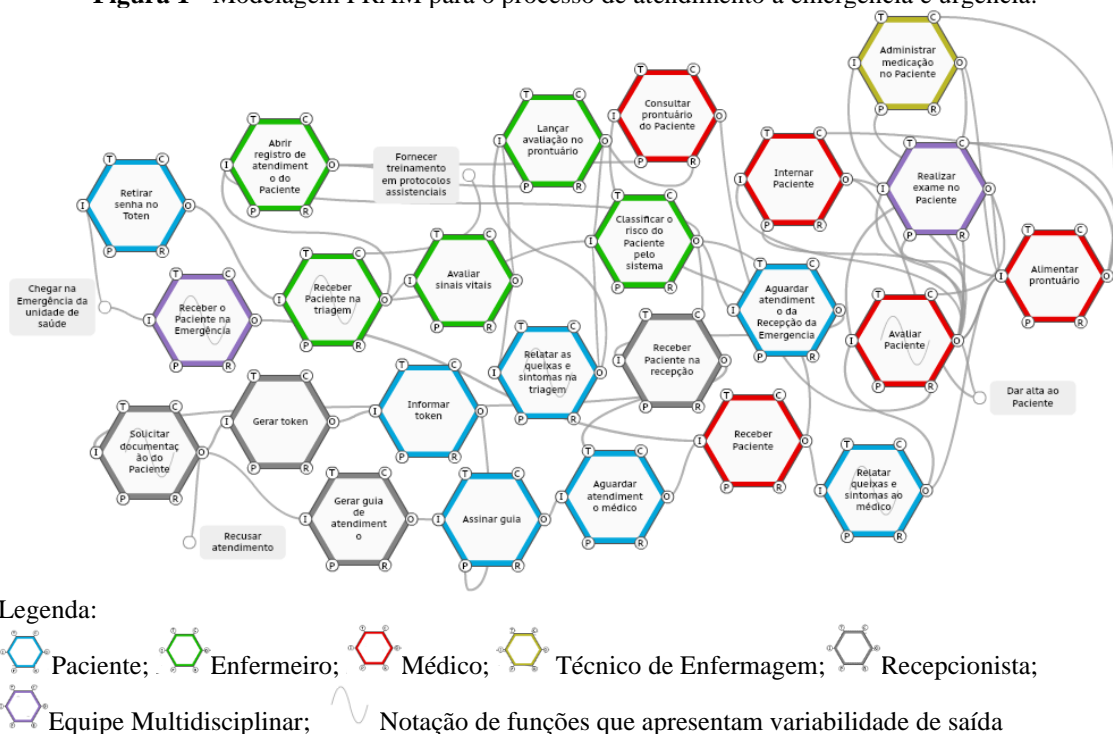 Figura 1 - Modelagem FRAM para o processo de atendimento à emergência e urgência.
Administrar
medicação
no Paciente
Consultar
prontuário
do Paciente
Lançar
avaliação no
prontuário
Abrir
registro de
atendiment
o do
Paciente
Fornecer
treinamento
em protocolos
assistenciais
Retirar
senha no
Toten
Internar
Paciente
Realizar
exame no
Paciente
Classificar o
risco do
Paciente
pelo
sistema
Chegar na
Emergência da
unidade de
saúde
Receber o
Paciente na
Emergência
Receber
Paciente na
triagem
Avaliar
sinais vitais
Aguardar
atendiment
o da
Recepção da
Emergencia
Alimentar
prontuário
Avaliar
Paciente
Relatar as
queixas e
sintomas na
triagem
Receber
Paciente na
recepção
Dar alta ao
Paciente
Solicitar
documentaç
ão do
Paciente
Gerar token
Informar
token
Receber
Paciente
Relatar
queixas e
sintomas ao
médico
Aguardar
atendiment
o médico
Gerar guia
de
atendiment
o
Assinar guia
Recusar
atendimento
Legenda:
Paciente; Enfermeiro; Médico; Técnico de Enfermagem; Recepcionista;
Equipe Multidisciplinar; Notação de funções que apresentam variabilidade de saída